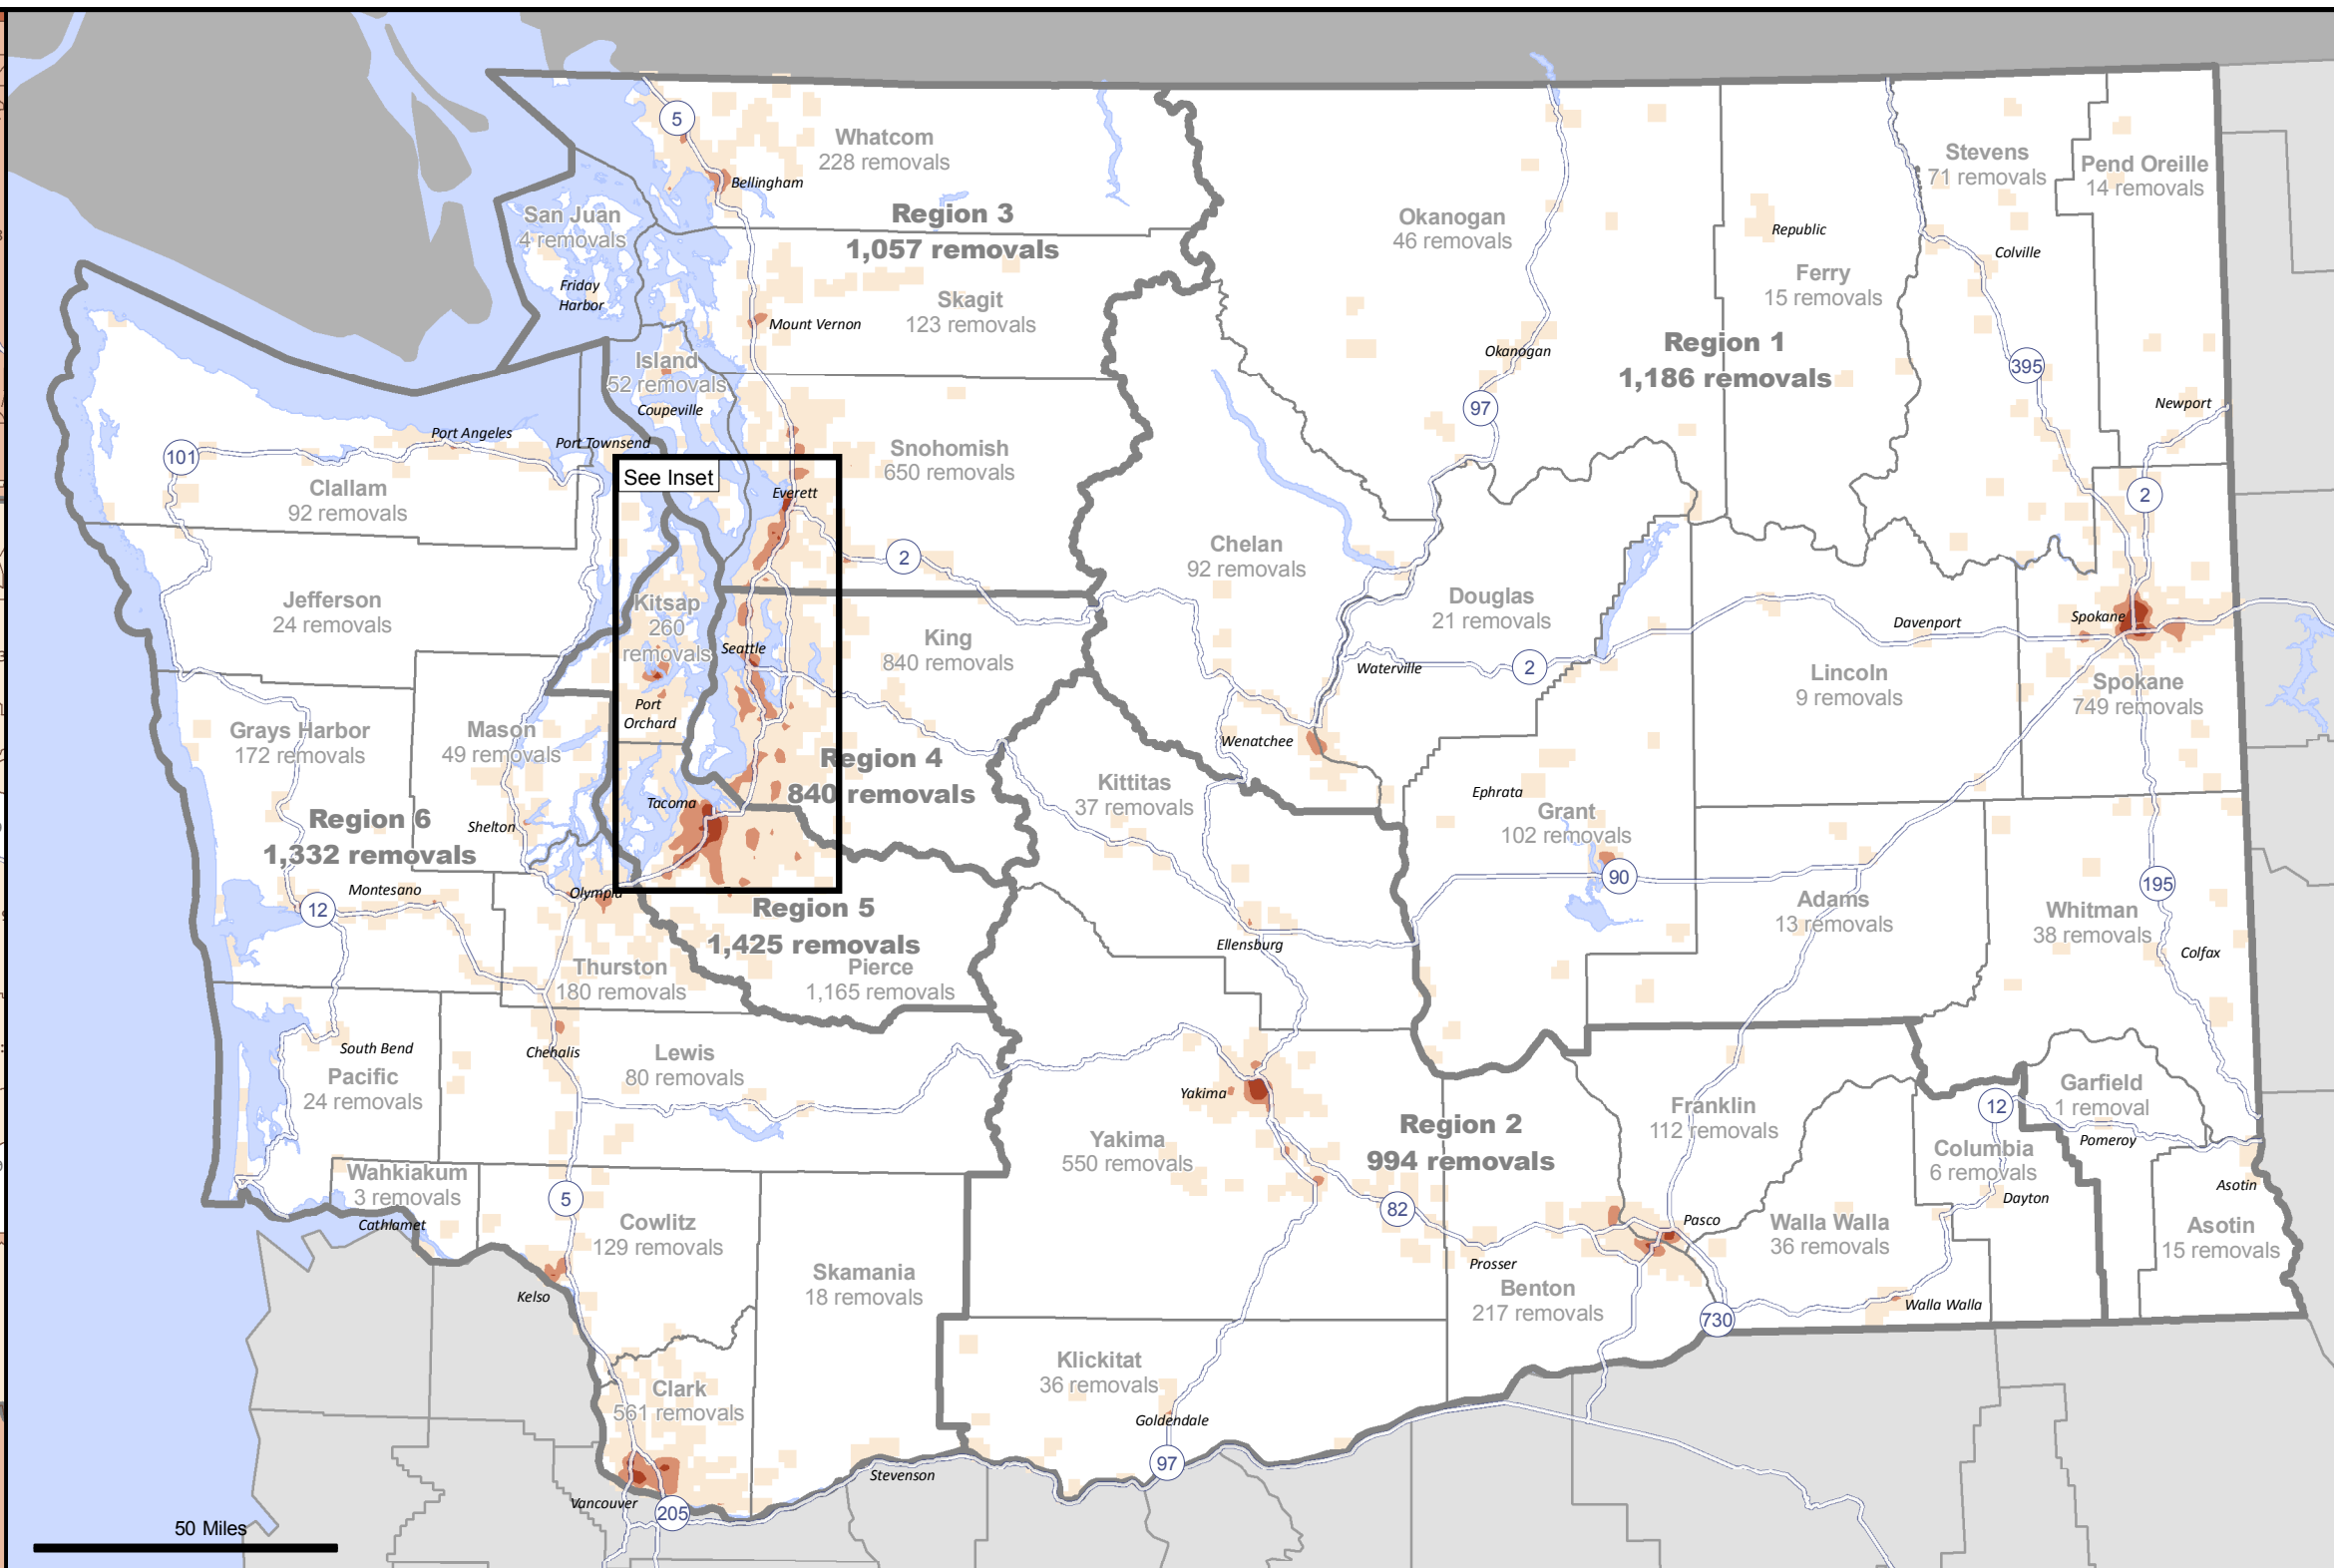 5
Whatcom
228 removals
Bellingham
San Juan
4 removals
Friday
Harbor
Region 3
1,057 removals
Skagit
123 removals
Mount Vernon
Island
52 removals
Coupeville
Port Townsend
Port Angeles
101
Clallam
92 removals
See Inset
Everett
Snohomish
650 removals
2
Okanogan
46 removals
Okanogan
97
Republic
Ferry
15 removals
Region 1
1,186 removals
Stevens
71 removals
Colville
Pend Oreille
14 removals
395
Newport
2
Jefferson
24 removals
Kitsap
260
removals
Seattle
King
840 removals
Port
Orchard
Chelan
92 removals
Douglas
21 removals
Waterville
2
Wenatchee
Davenport
Lincoln
9 removals
Spokane
Spokane
749 removals
Grays Harbor
172 removals
Mason
49 removals
Shelton
Region 4
840 removals
Tacoma
Kittitas
37 removals
Ephrata
Grant
102 removals
90
Region 6
1,332 removals
Montesano
12
Olympia
Region 5
1,425 removals
Pierce
1,165 removals
Thurston
180 removals
Ellensburg
Adams
13 removals
195
Whitman
38 removals
Colfax
South Bend
Pacific
24 removals
Chehalis
Lewis
80 removals
Yakima
Yakima
550 removals
Region 2
994 removals
Franklin
112 removals
Garfield
1 removal
Pomeroy
12
Columbia
6 removals
Dayton
Asotin
Asotin
15 removals
Wahkiakum
3 removals
Cathlamet
5
Cowlitz
129 removals
Kelso
Skamania
18 removals
82
Pasco
Prosser
Benton
217 removals
Walla Walla
36 removals
Walla Walla
730
Clark
561 removals
Klickitat
36 removals
Goldendale
97
Stevenson
Vancouver
205
50 Miles